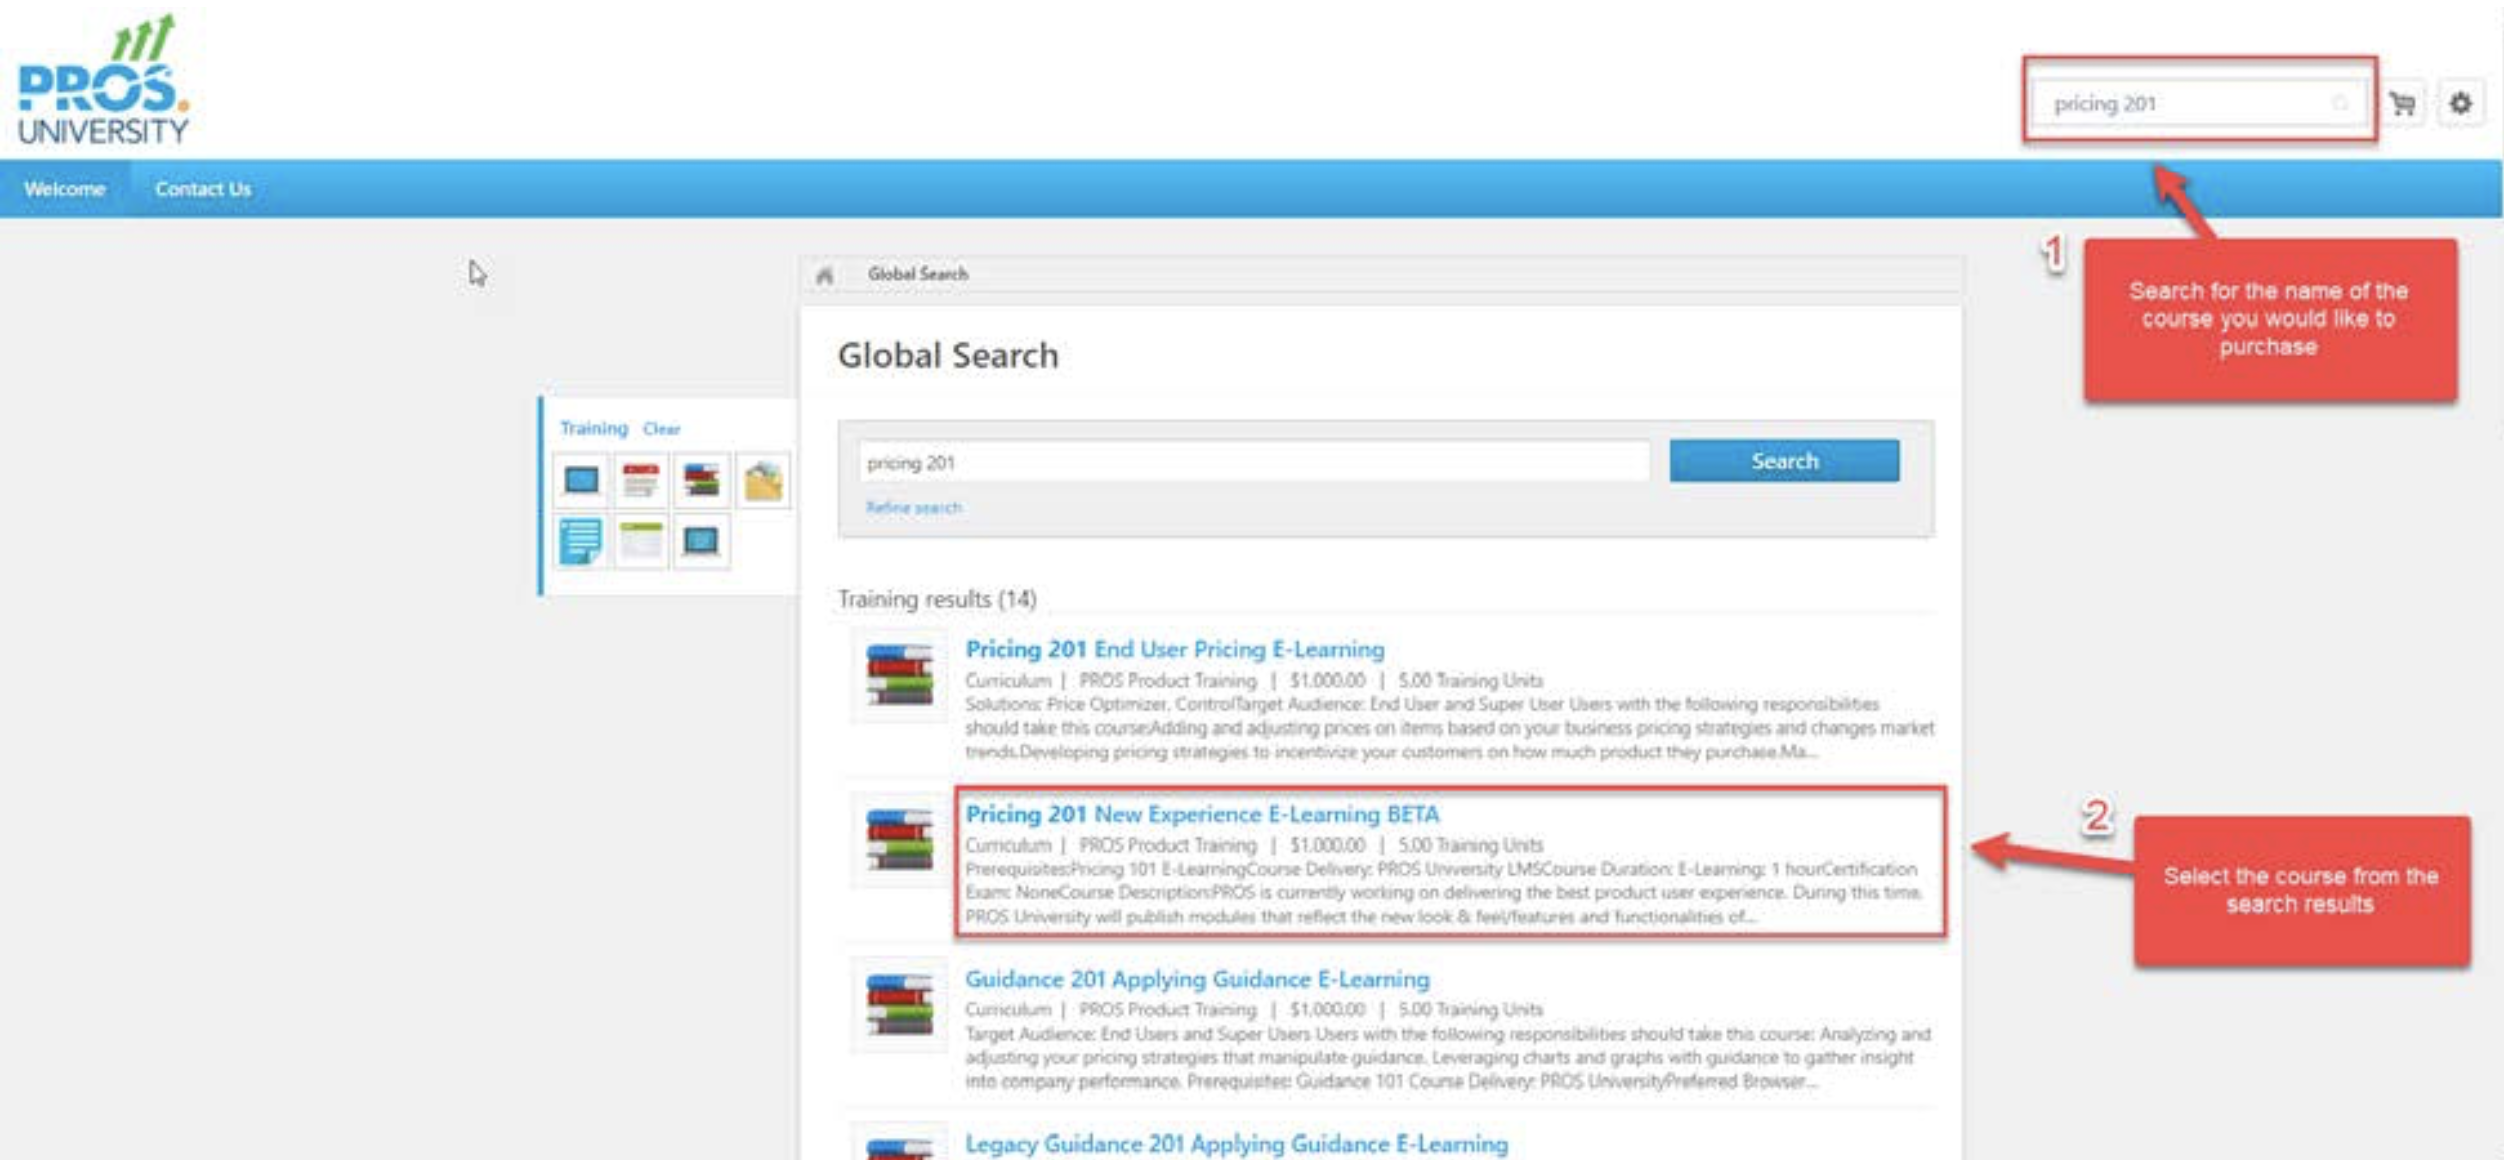 PROS.
UNIVERSITY
pricing 201
Welcome
Contact Us
1
Search for the name of the
course you would like to
purchase
Global Search
Global Search
Training Clear
pricing 201
Search
Refine search
Training results (14)
Pricing 201 End User Pricing E-Learning
Curriculum | PROS Product Training | $1,000.00 | 5.00 Training Units
Solutions: Price Optimizer, ControlTarget Audience: End User and Super User Users with the following responsibilities
should take this course:Adding and adjusting prices on items based on your business pricing strategies and changes market
trends.Developing pricing strategies to incentivize your customers on how much product they purchase.Ma...
Pricing 201 New Experience E-Learning BETA
Curriculum | PROS Product Training | $1,000.00 | 5.00 Training Units
Prerequisites:Pricing 101 E-LearningCourse Delivery: PROS University LMSCourse Duration: E-Learning: 1 hourCertification
Exam: NoneCourse Description:PROS is currently working on delivering the best product user experience. During this time,
PROS University will publish modules that reflect the new look & feel/features and functionalities of...
2
Select the course from the
search results
Guidance 201 Applying Guidance E-Learning
Curriculum | PROS Product Training | $1,000.00 | 5.00 Training Units
Target Audience: End Users and Super Users Users with the following responsibilities should take this course: Analyzing and
adjusting your pricing strategies that manipulate guidance. Leveraging charts and graphs with guidance to gather insight
into company performance. Prerequisites: Guidance 101 Course Delivery: PROS UniversityPreferred Browser...
Legacy Guidance 201 Applying Guidance E-Learning